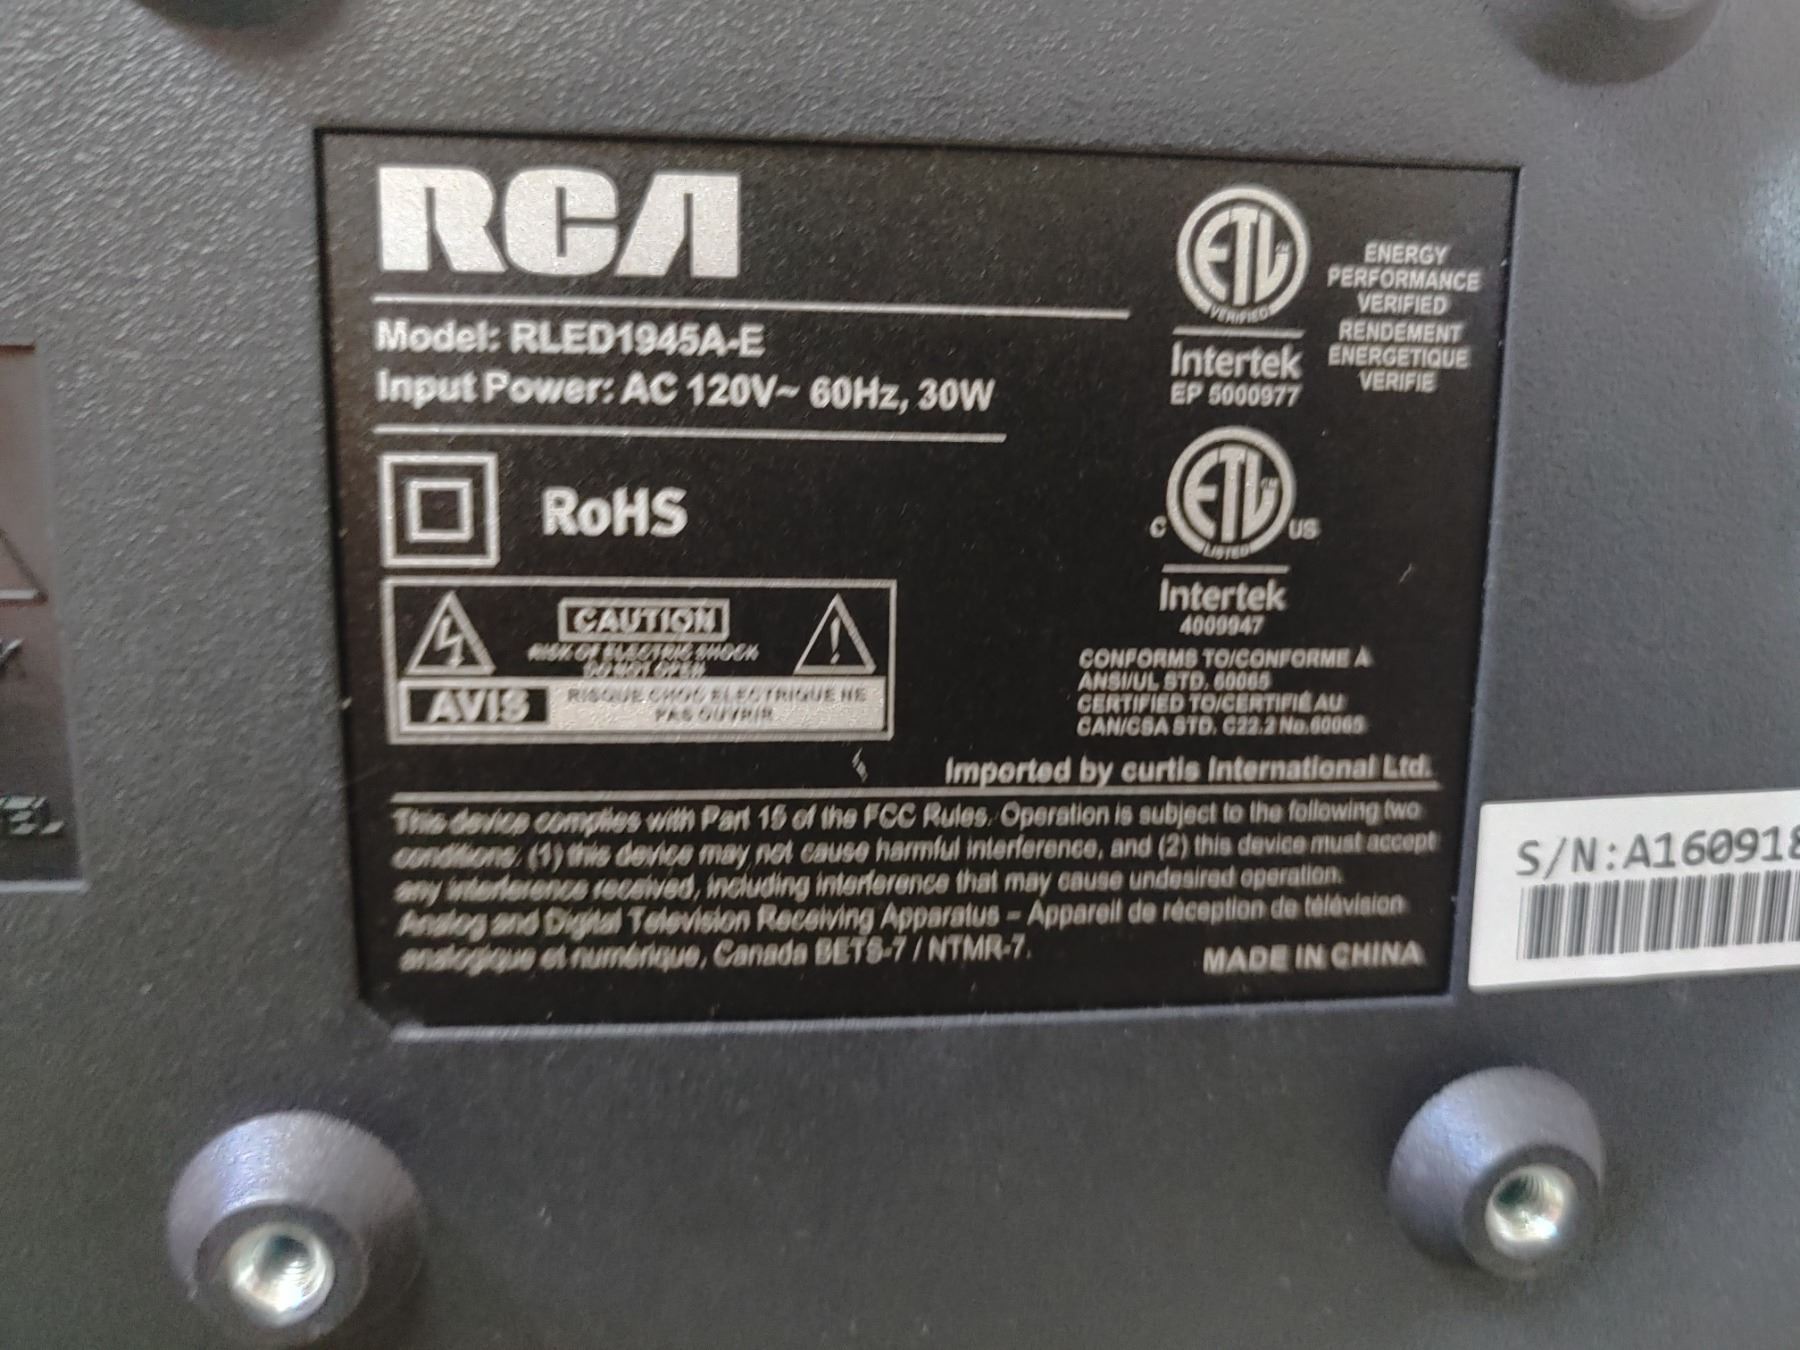 RCA
Model: RLED1945A-E
Input Power: AC 120V~ 60Hz, 30W
RoHS
CAUTION
RISK OF ELECTRIC SHOCK
DO NOT OPEN
AVIS
RISQUE CHOC ELECTRIQUE NE
PAS OUVRIR
ETL
VERIFIED
Intertek
EP 5000977
ENERGY
PERFORMANCE
VERIFIED
RENDEMENT
ENERGETIQUE
VERIFIE
C ETL US
LISTED
Intertek
4009947
CONFORMS TO/CONFORME À
ANSI/UL STD. 60065
CERTIFIED TO/CERTIFIÉ AU
CAN/CSA STD. C22.2 No.60065
Imported by curtis International Ltd.
This device complies with Part 15 of the FCC Rules. Operation is subject to the following two
conditions: (1) this device may not cause harmful interference, and (2) this device must accept
any interference received, including interference that may cause undesired operation.
Analog and Digital Television Receiving Apparatus – Appareil de réception de télévision
analogique et numérique, Canada BETS-7 / NTMR-7.
MADE IN CHINA
S/N:A160918